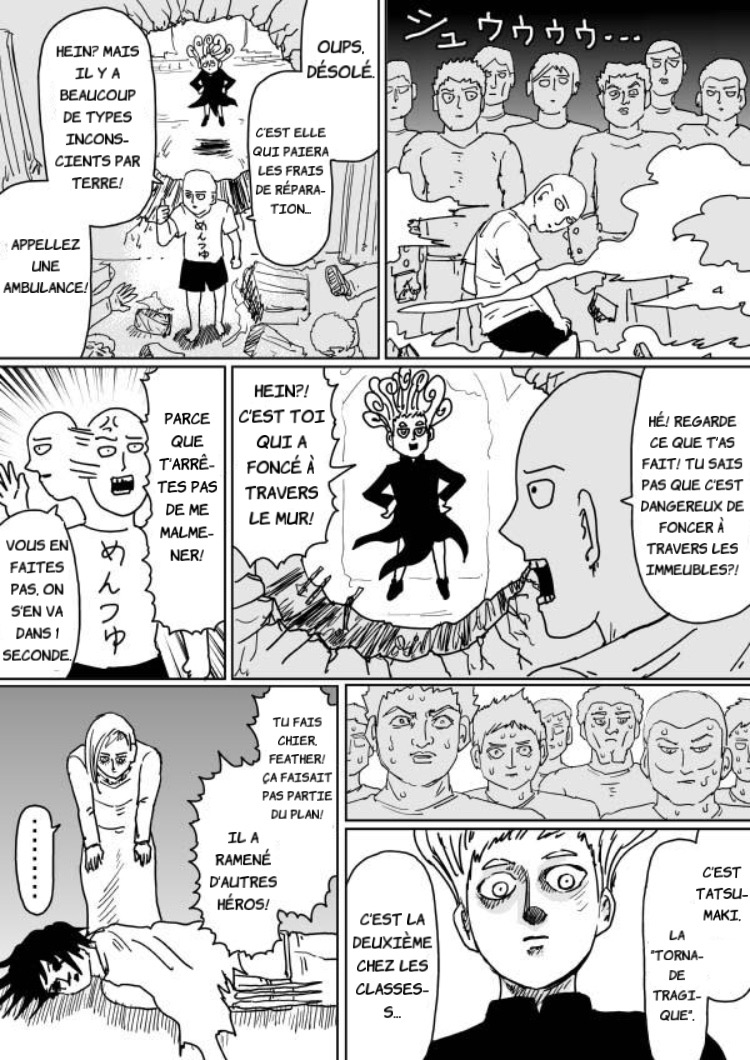 シュウゥゥゥ...
OUPS,
DÉSOLÉ.
C'EST ELLE
QUI PAIERA
LES FRAIS
DE RÉPARA-
TION...
HEIN? MAIS
IL Y A
BEAUCOUP
DE TYPES
INCONS-
CIENTS PAR
TERRE!
めんつゆ
APPELLEZ
UNE
AMBULANCE!
HÉ! REGARDE
CE QUE T'AS
FAIT! TU SAIS
PAS QUE C'EST
DANGEREUX DE
FONCER À
TRAVERS LES
IMMEUBLES?!
HEIN?!
C'EST TOI
QUI A
FONCÉ À
TRAVERS
LE MUR!
PARCE
QUE
T'ARRÊ-
TES PAS
DE ME
MALME-
NER!
めんつゆ
VOUS EN
FAITES
PAS. ON
S'EN VA
DANS 1
SECONDE.
C'EST
TATSU-
MAKI.
LA
"TORNA-
DE
TRAGI-
QUE".
C'EST LA
DEUXIÈME
CHEZ LES
CLASSES-
S...
TU FAIS
CHIER,
FEATHER!
ÇA FAISAIT
PAS PARTIE
DU PLAN!
IL A
RAMENÉ
D'AUTRES
HÉROS!
.......